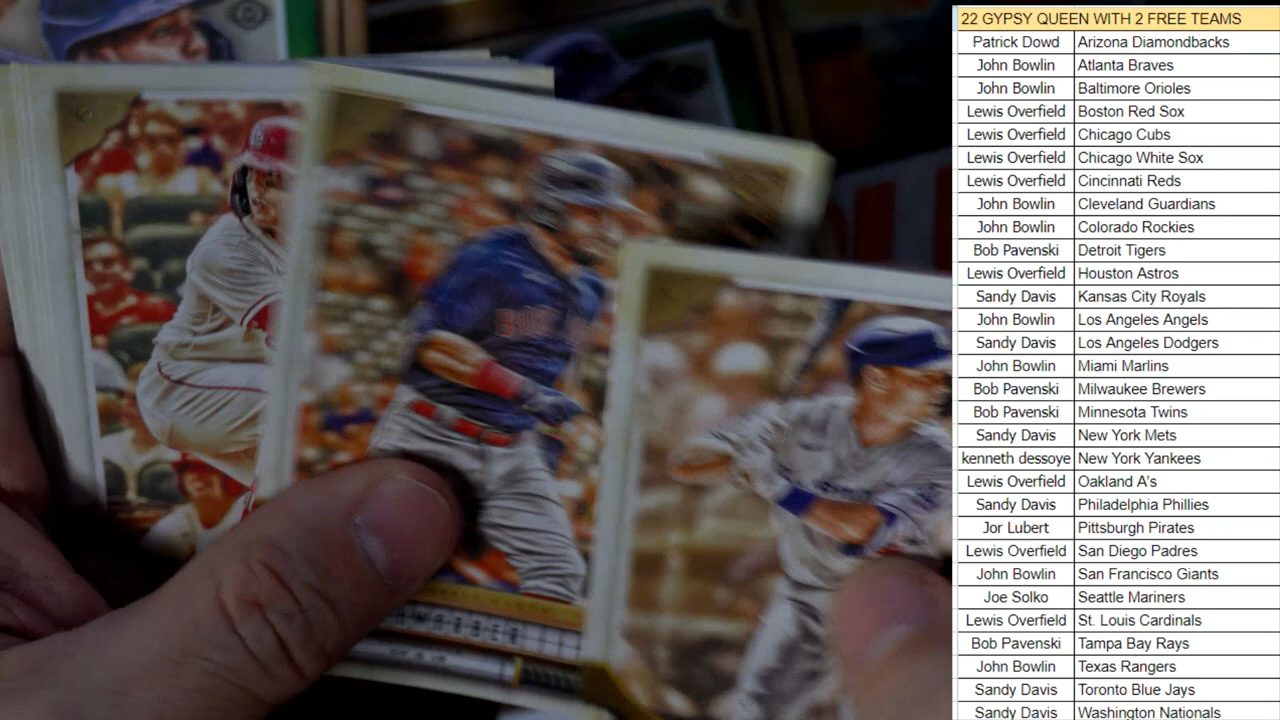 22 GYPSY QUEEN WITH 2 FREE TEAMS
Patrick Dowd Arizona Diamondbacks
John Bowlin Atlanta Braves
John Bowlin Baltimore Orioles
Lewis Overfield Boston Red Sox
Lewis Overfield Chicago Cubs
Lewis Overfield Chicago White Sox
Lewis Overfield Cincinnati Reds
John Bowlin Cleveland Guardians
John Bowlin Colorado Rockies
Bob Pavenski Detroit Tigers
Lewis Overfield Houston Astros
Sandy Davis Kansas City Royals
John Bowlin Los Angeles Angels
Sandy Davis Los Angeles Dodgers
John Bowlin Miami Marlins
Bob Pavenski Milwaukee Brewers
Bob Pavenski Minnesota Twins
Sandy Davis New York Mets
kenneth dessoye New York Yankees
Lewis Overfield Oakland A's
Sandy Davis Philadelphia Phillies
Jor Lubert Pittsburgh Pirates
Lewis Overfield San Diego Padres
John Bowlin San Francisco Giants
Joe Solko Seattle Mariners
Lewis Overfield St. Louis Cardinals
Bob Pavenski Tampa Bay Rays
John Bowlin Texas Rangers
Sandy Davis Toronto Blue Jays
Sandy Davis Washington Nationals